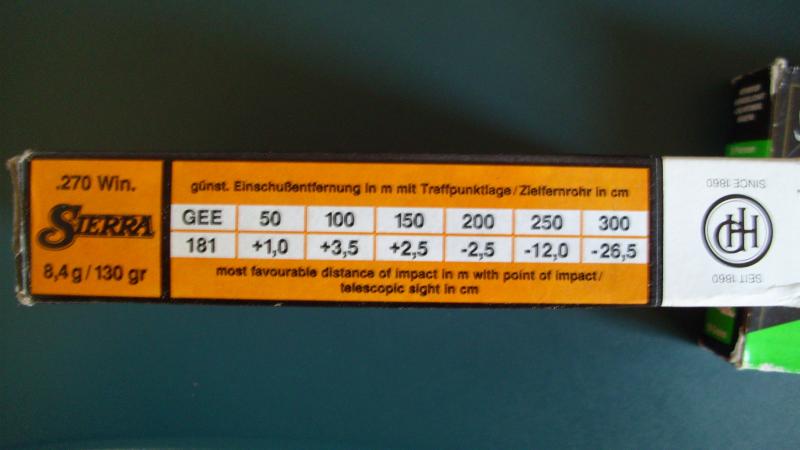 .270 Win.
SIERRA
8,4 g / 130 gr
günst. Einschußentfernung in m mit Treffpunktlage / Zielfernrohr in cm
GEE 50 100 150 200 250 300
181 +1,0 +3,5 +2,5 -2,5 -12,0 -26,5
most favourable distance of impact in m with point of impact /
telescopic sight in cm
SINCE 1860
SEIT 1860